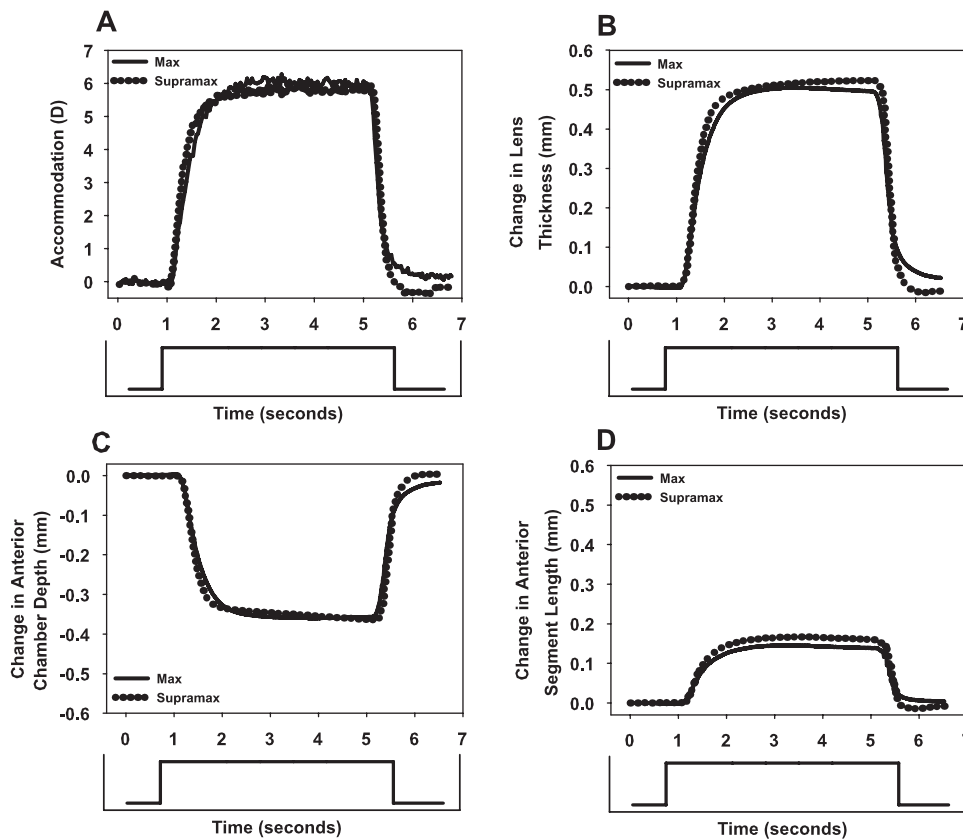 A
7
6
5
4
3
2
1
0
Accommodation (D)
Max
Supramax
0 1 2 3 4 5 6 7
Time (seconds)
B
0.6
0.5
0.4
0.3
0.2
0.1
0.0
Change in Lens
Thickness (mm)
Max
Supramax
0 1 2 3 4 5 6 7
Time (seconds)
C
0.0
-0.1
-0.2
-0.3
-0.4
-0.5
-0.6
Change in Anterior
Chamber Depth (mm)
Max
Supramax
0 1 2 3 4 5 6 7
Time (seconds)
D
0.6
0.5
0.4
0.3
0.2
0.1
0.0
Change in Anterior
Segment Length (mm)
Max
Supramax
0 1 2 3 4 5 6 7
Time (seconds)